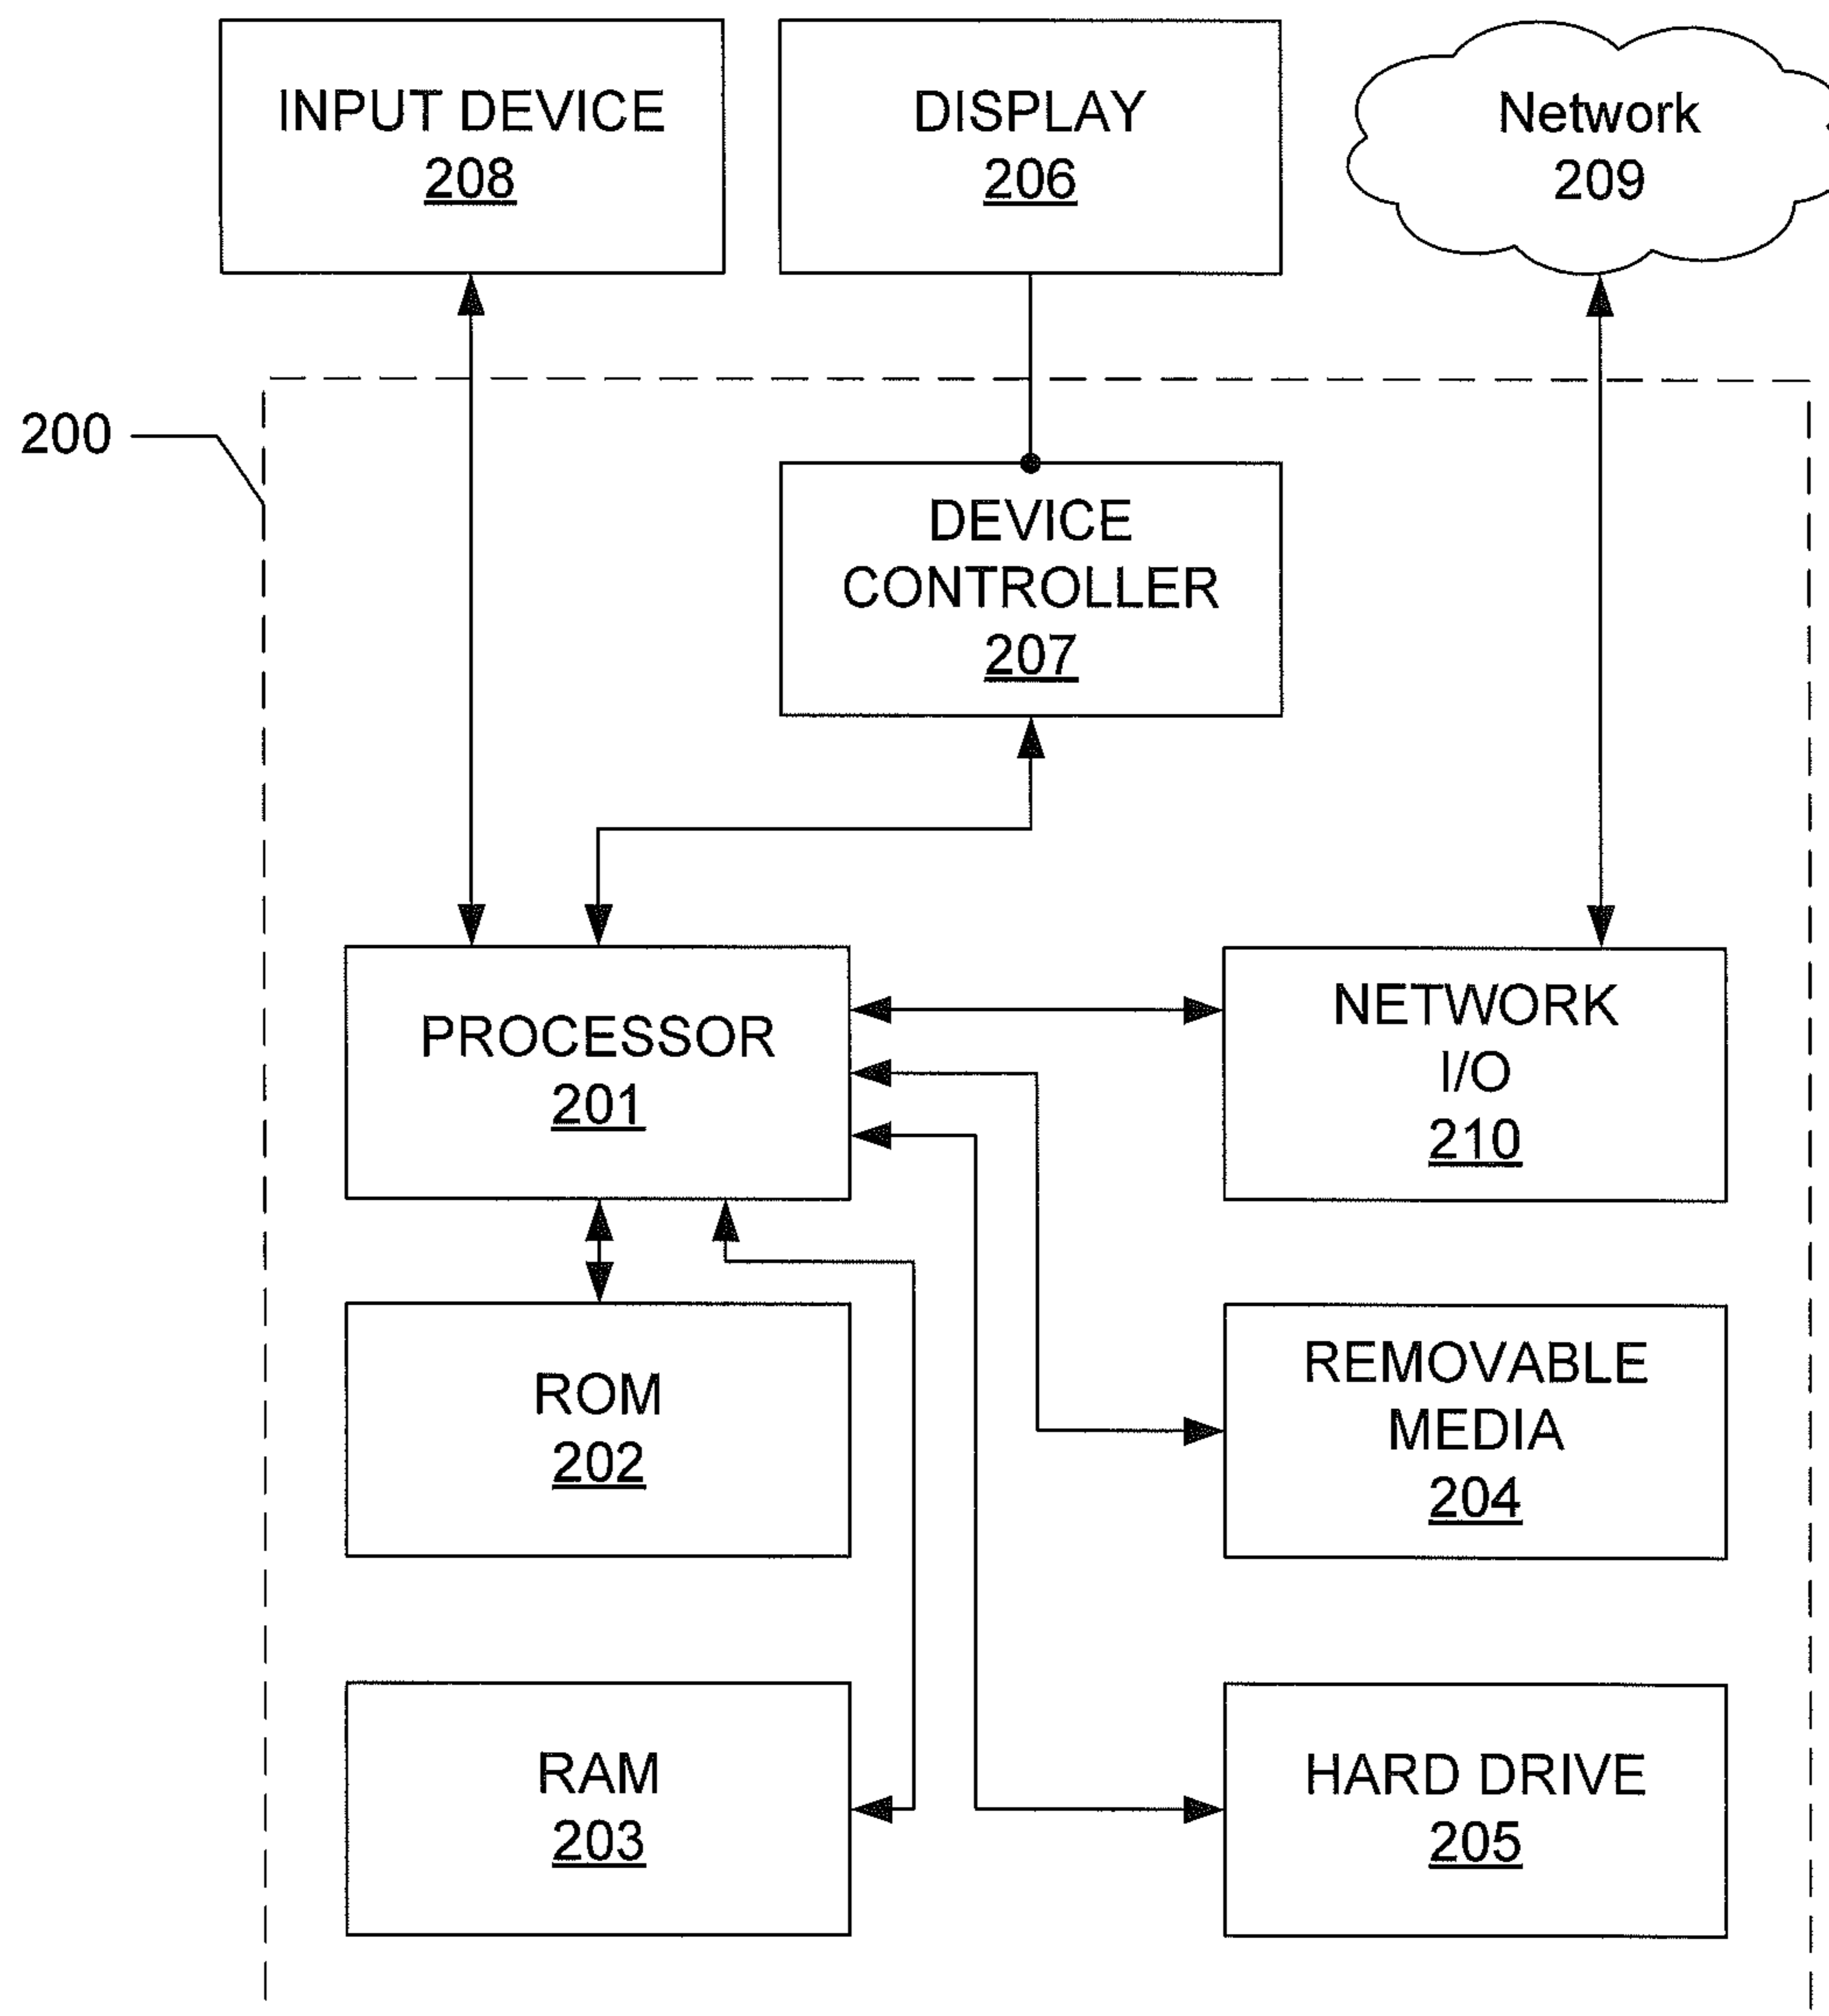 INPUT DEVICE
208
DISPLAY
206
Network
209
200
DEVICE
CONTROLLER
207
PROCESSOR
201
NETWORK
I/O
210
ROM
202
REMOVABLE
MEDIA
204
RAM
203
HARD DRIVE
205